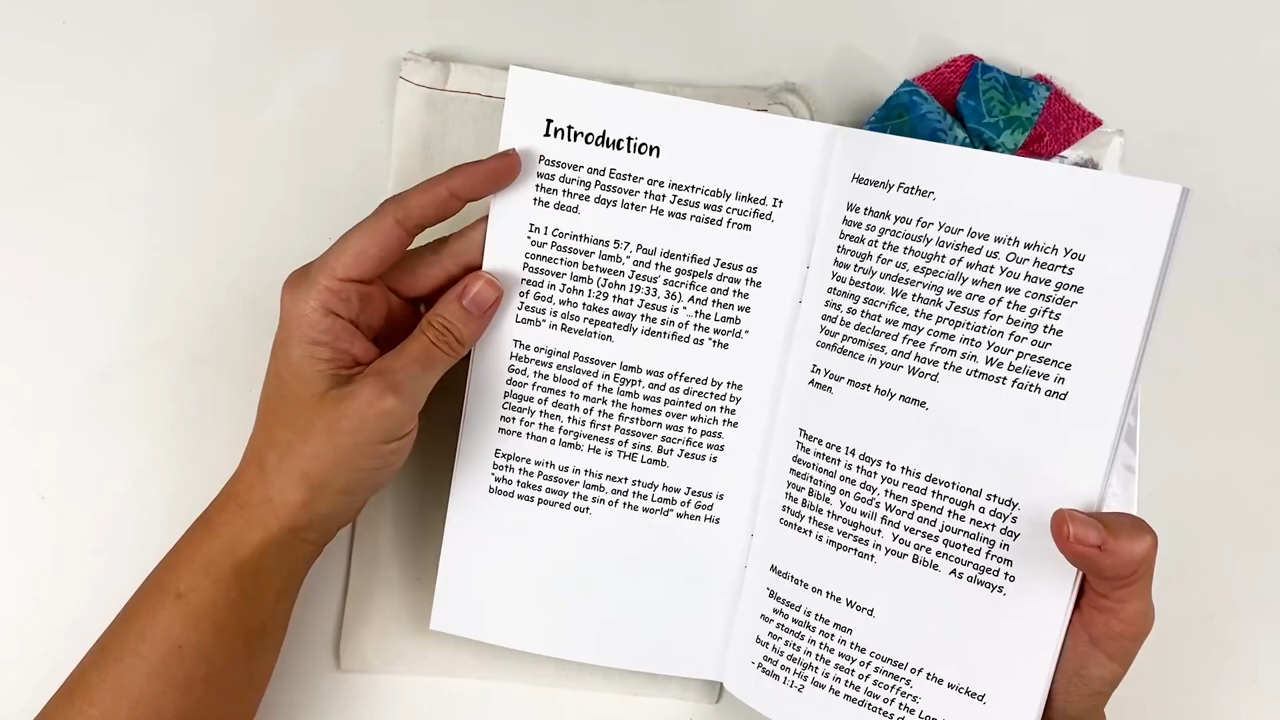 Introduction
Passover and Easter are inextricably linked. It
was during Passover that Jesus was crucified,
then three days later He was raised from
the dead.
In 1 Corinthians 5:7, Paul identified Jesus as
"our Passover lamb," and the gospels draw the
connection between Jesus' sacrifice and the
Passover lamb (John 19:33, 36). And then we
read in John 1:29 that Jesus is "...the Lamb
of God, who takes away the sin of the world."
Jesus is also repeatedly identified as "the
Lamb" in Revelation.
The original Passover lamb was offered by the
Hebrews enslaved in Egypt, and as directed by
God, the blood of the lamb was painted on the
door frames to mark the homes over which the
plague of death of the firstborn was to pass.
Clearly then, this first Passover sacrifice was
not for the forgiveness of sins. But Jesus is
more than a lamb; He is THE Lamb.
Explore with us in this next study how Jesus is
both the Passover lamb, and the Lamb of God
"who takes away the sin of the world" when His
blood was poured out.
Heavenly Father,
We thank you for Your love with which You
have so graciously lavished us. Our hearts
break at the thought of what You have gone
through for us, especially when we consider
how truly undeserving we are of the gifts
You bestow. We thank Jesus for being the
atoning sacrifice, the propitiation for our
sins, so that we may come into Your presence
and be declared free from sin. We believe in
Your promises, and have the utmost faith and
confidence in your Word.
In Your most holy name,
Amen.
There are 14 days to this devotional study.
The intent is that you read through a day's
devotional one day, then spend the next day
meditating on God's Word and journaling in
your Bible. You will find verses quoted from
the Bible throughout. You are encouraged to
study these verses in your Bible. As always,
context is important.
Meditate on the Word.
"Blessed is the man
who walks not in the counsel of the wicked,
nor stands in the way of sinners,
nor sits in the seat of scoffers;
but his delight is in the law of the
and on His law he meditates
- Psalm 1:1-2